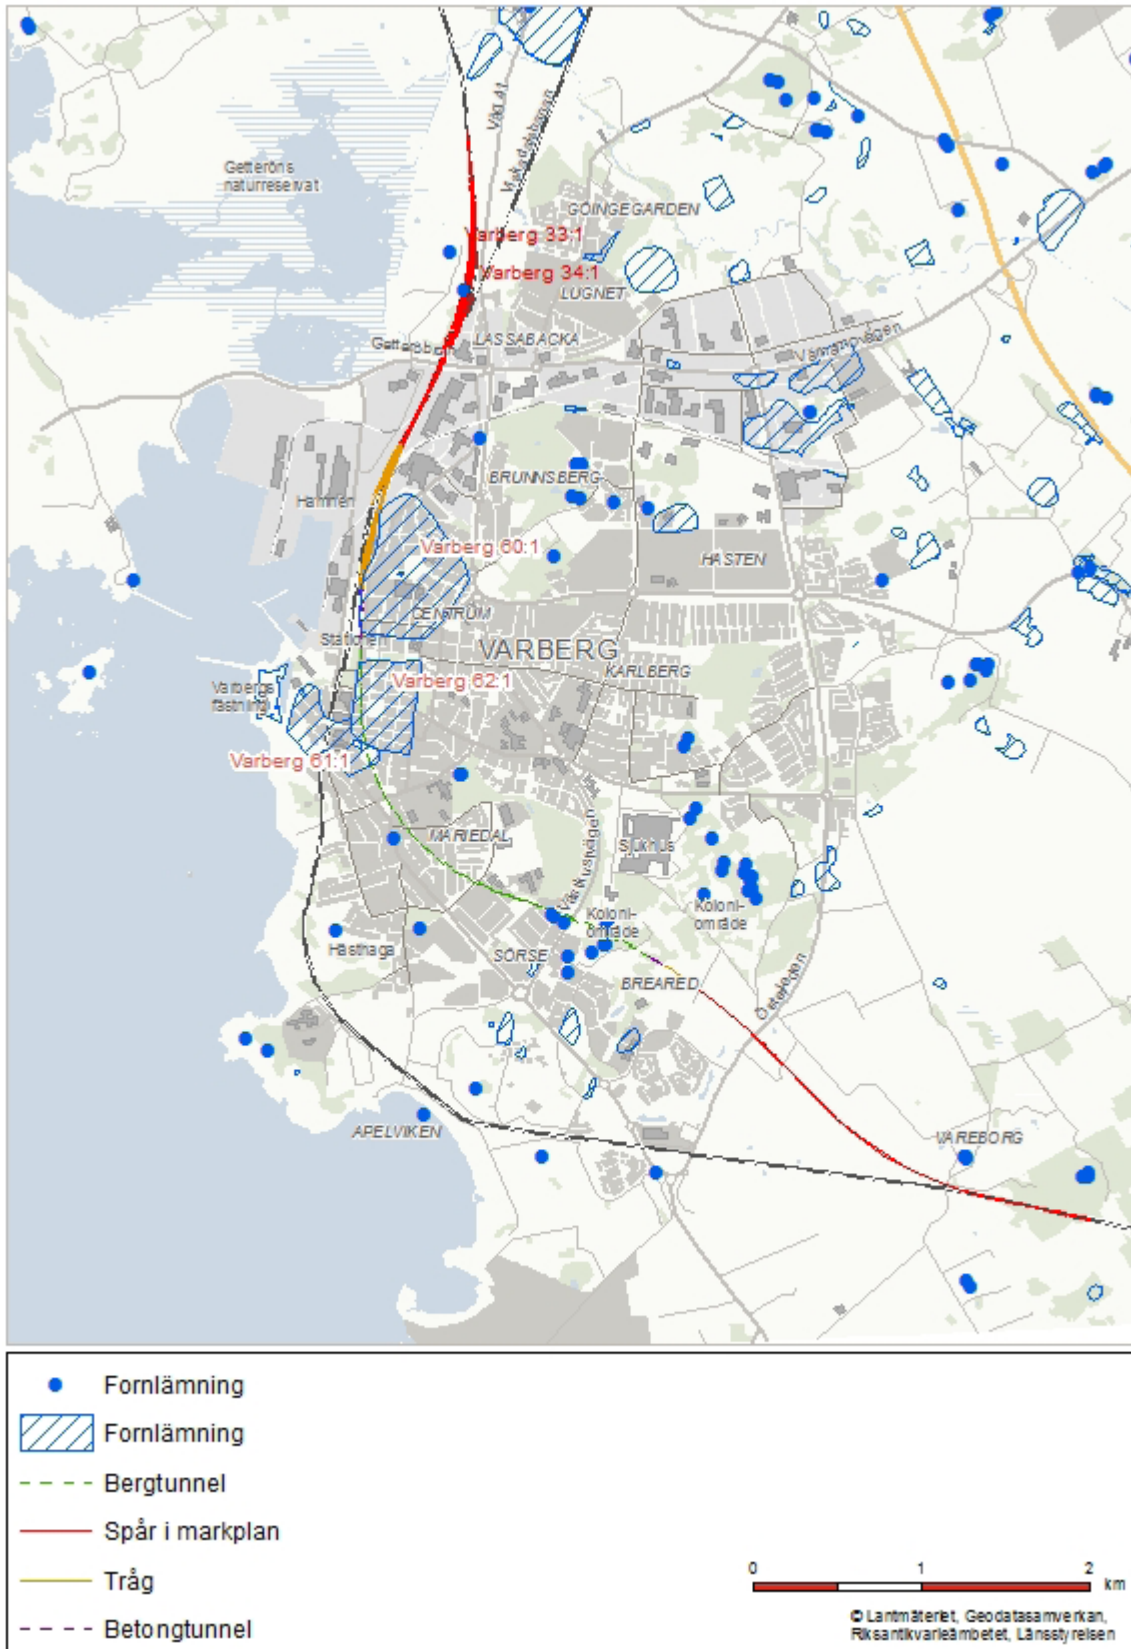 Väg 41
Viskadalsbanan
Getteröns
naturreservat
GÖINGEGÅRDEN
Varberg 33:1
Varberg 34:1
LUGNET
LASSABACKA
Värnamovägen
BRUNNSBERG
Hamnen
Varberg 60:1
HÅSTEN
CENTRUM
Stationen
VARBERG
KARLBERG
Varbergs
fästning
Varberg 62:1
Varberg 61:1
MARIEDAL
Västkustvägen
Sjukhus
Koloni-
område
Koloni-
område
Hästhaga
SÖRSE
BREARED
Österleden
APELVIKEN
VAREBORG
Fornlämning
Fornlämning
Bergtunnel
Spår i markplan
Tråg
Betongtunnel
0 1 2
km
© Lantmäteriet, Geodatasamverkan,
Riksantikvarieämbetet, Länsstyrelsen